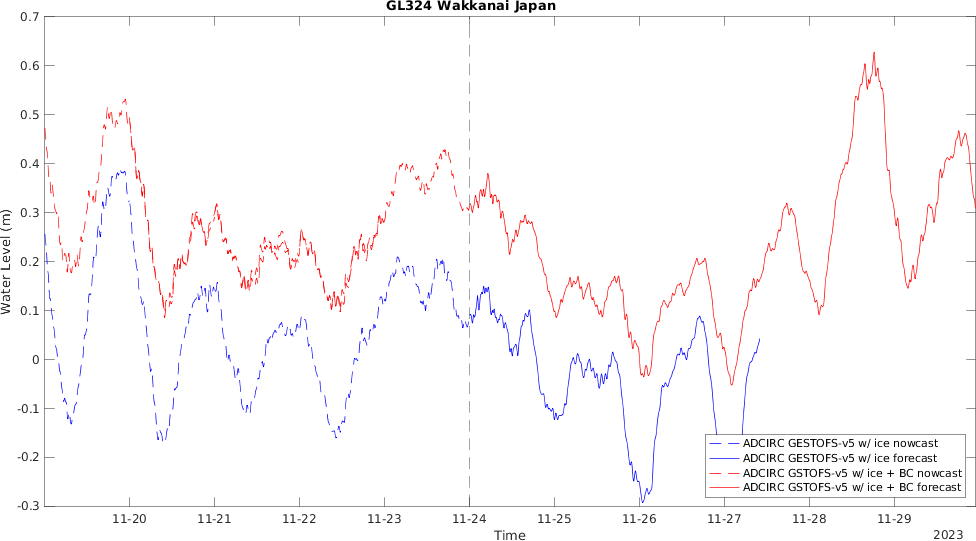 GL324 Wakkanai Japan
0.7
0.6
0.5
0.4
0.3
0.2
0.1
0
-0.1
-0.2
-0.3
Water Level (m)
ADCIRC GESTOFS-v5 w/ ice nowcast
ADCIRC GESTOFS-v5 w/ ice forecast
ADCIRC GSTOFS-v5 w/ ice + BC nowcast
ADCIRC GSTOFS-v5 w/ ice + BC forecast
11-20 11-21 11-22 11-23 11-24 11-25 11-26 11-27 11-28 11-29
Time
2023